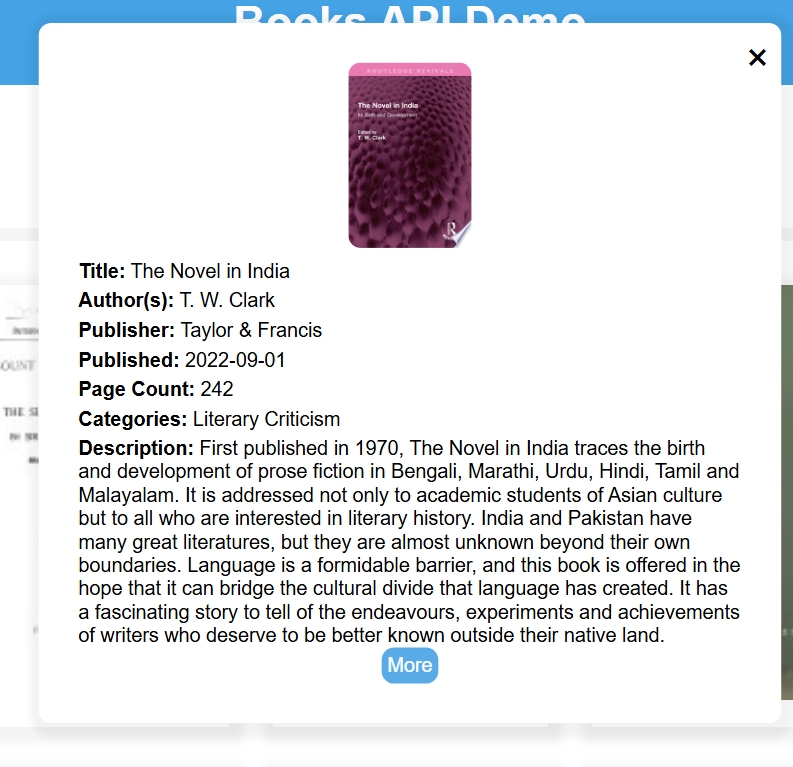 Books API Demo
×
ROUTLEDGE REVIVALS
The Novel in India
Its Birth and Development
Edited by
T. W. Clark
R
Title: The Novel in India
Author(s): T. W. Clark
Publisher: Taylor & Francis
Published: 2022-09-01
Page Count: 242
Categories: Literary Criticism
Description: First published in 1970, The Novel in India traces the birth
and development of prose fiction in Bengali, Marathi, Urdu, Hindi, Tamil and
Malayalam. It is addressed not only to academic students of Asian culture
but to all who are interested in literary history. India and Pakistan have
many great literatures, but they are almost unknown beyond their own
boundaries. Language is a formidable barrier, and this book is offered in the
hope that it can bridge the cultural divide that language has created. It has
a fascinating story to tell of the endeavours, experiments and achievements
of writers who deserve to be better known outside their native land.
More
OUNT
THE